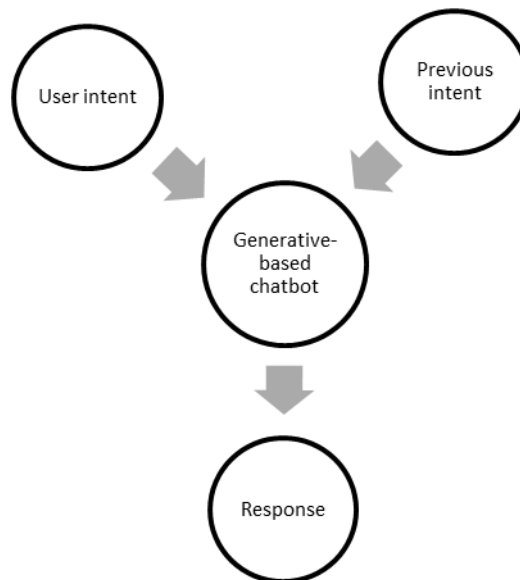 User intent
Previous
intent
Generative-
based
chatbot
Response